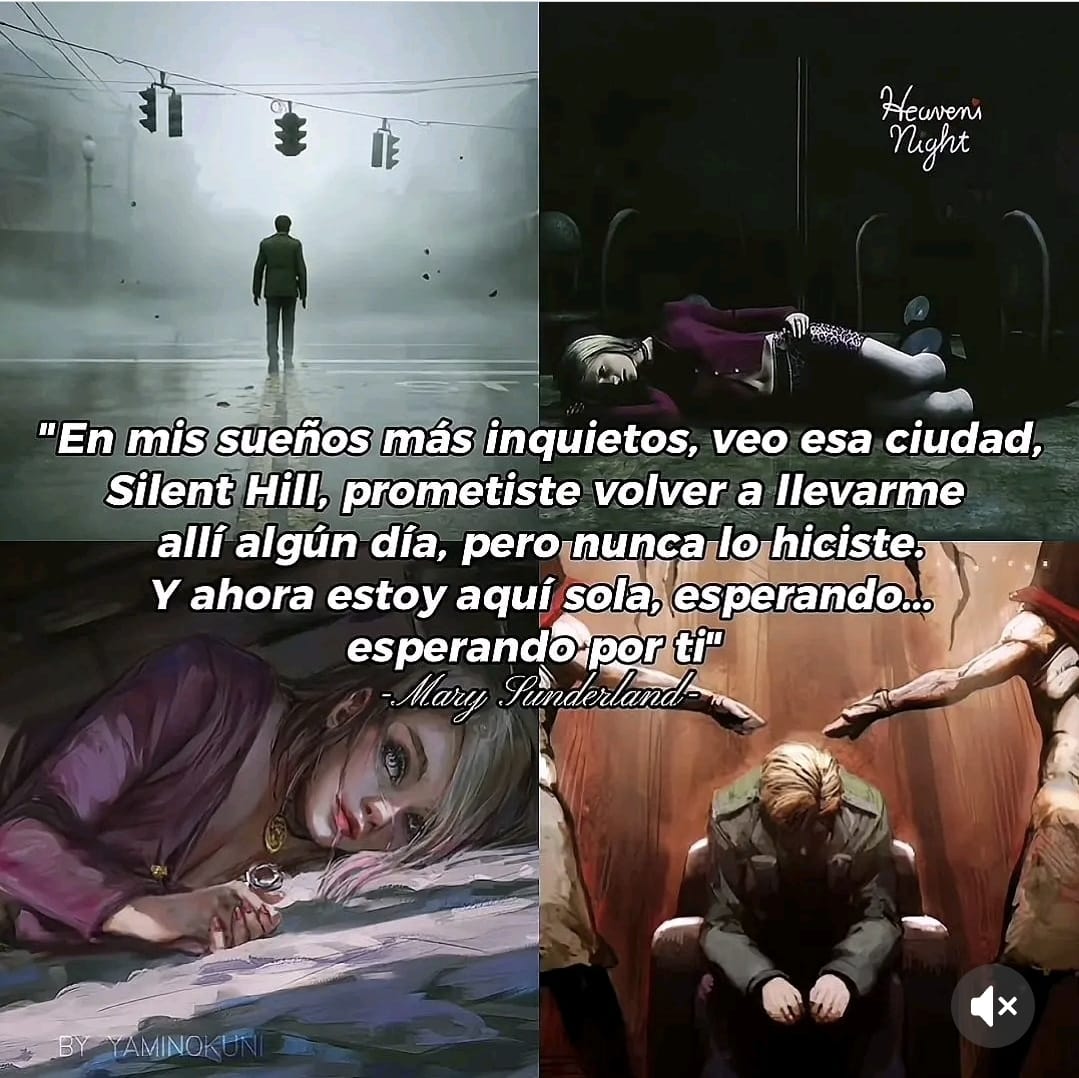 Heaven's
Night
"En mis sueños más inquietos, veo esa ciudad,
Silent Hill, prometiste volver a llevarme
allí algún día, pero nunca lo hiciste.
Y ahora estoy aquí sola, esperando...
esperando por ti"
-Mary Sunderland-
BY YAMINOKUNI